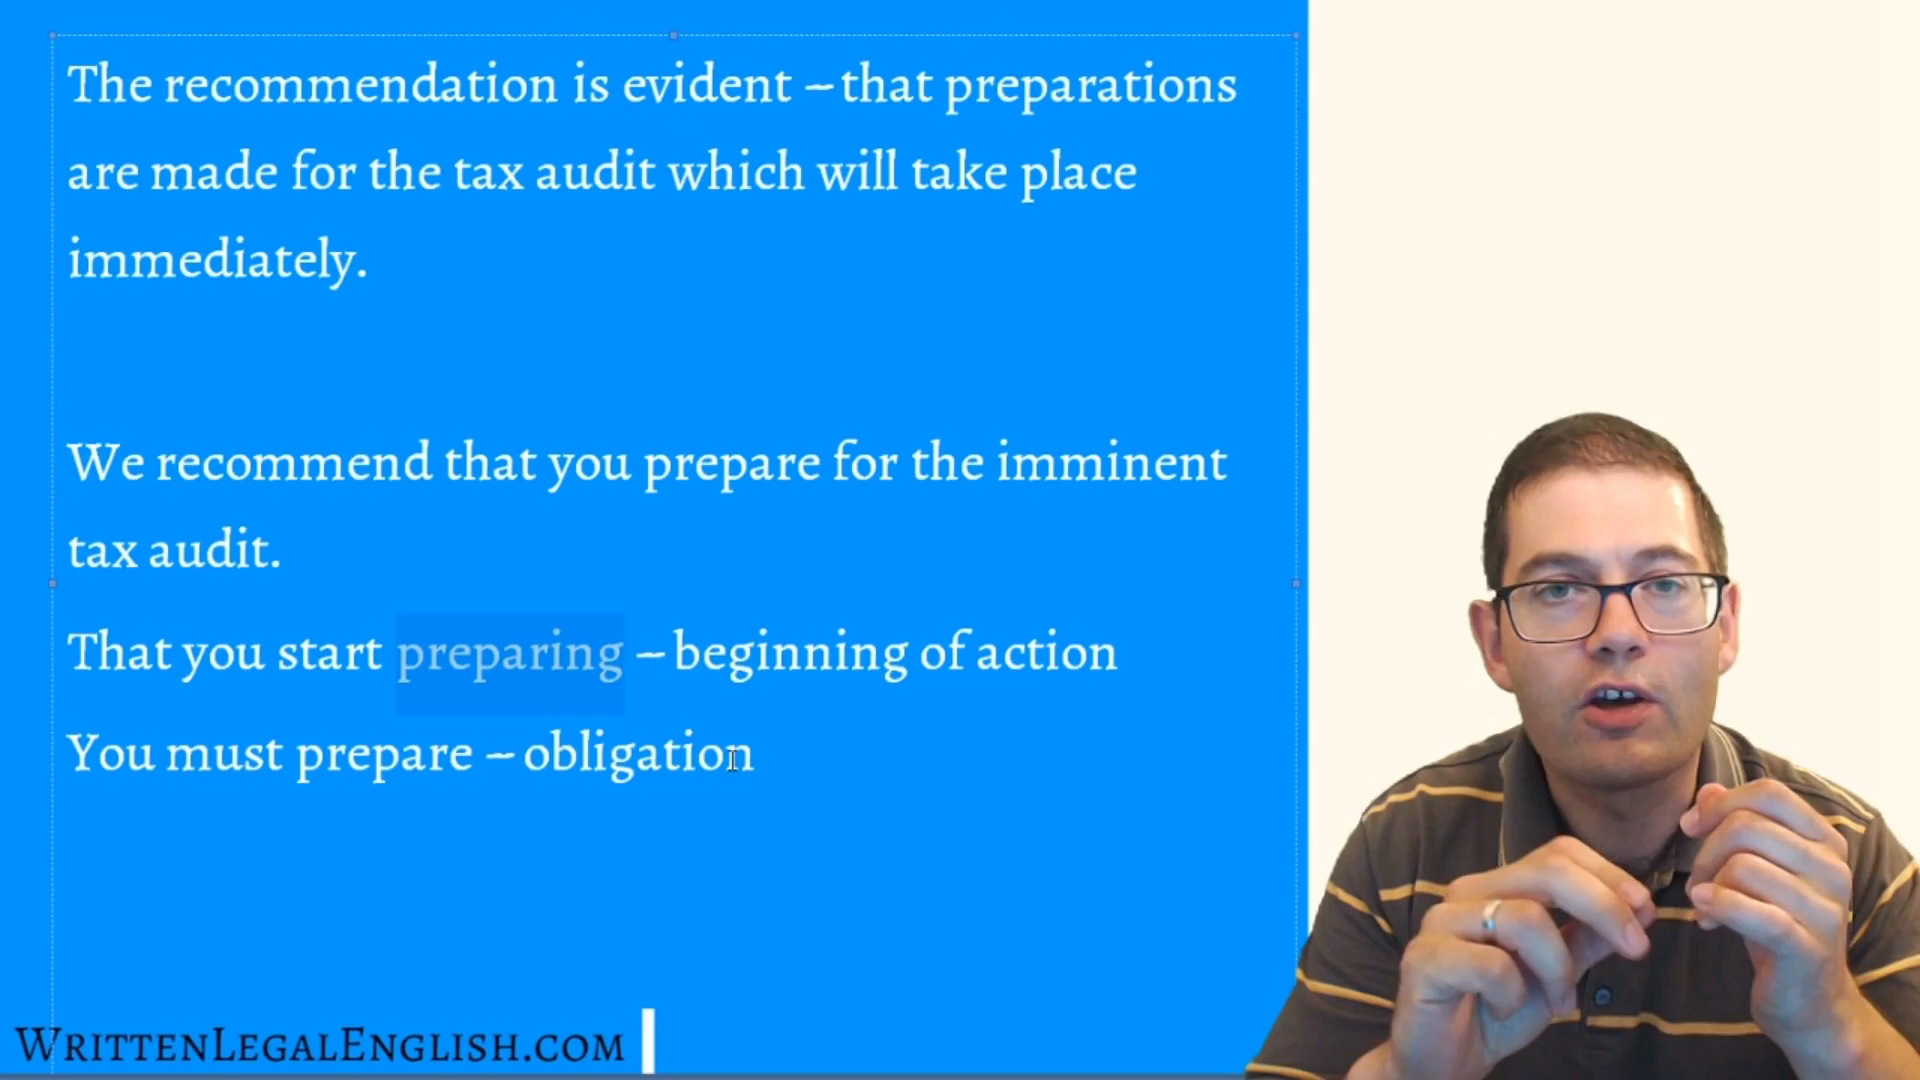 The recommendation is evident – that preparations
are made for the tax audit which will take place
immediately.
We recommend that you prepare for the imminent
tax audit.
That you start preparing – beginning of action
You must prepare – obligation
WrittenLegalEnglish.com